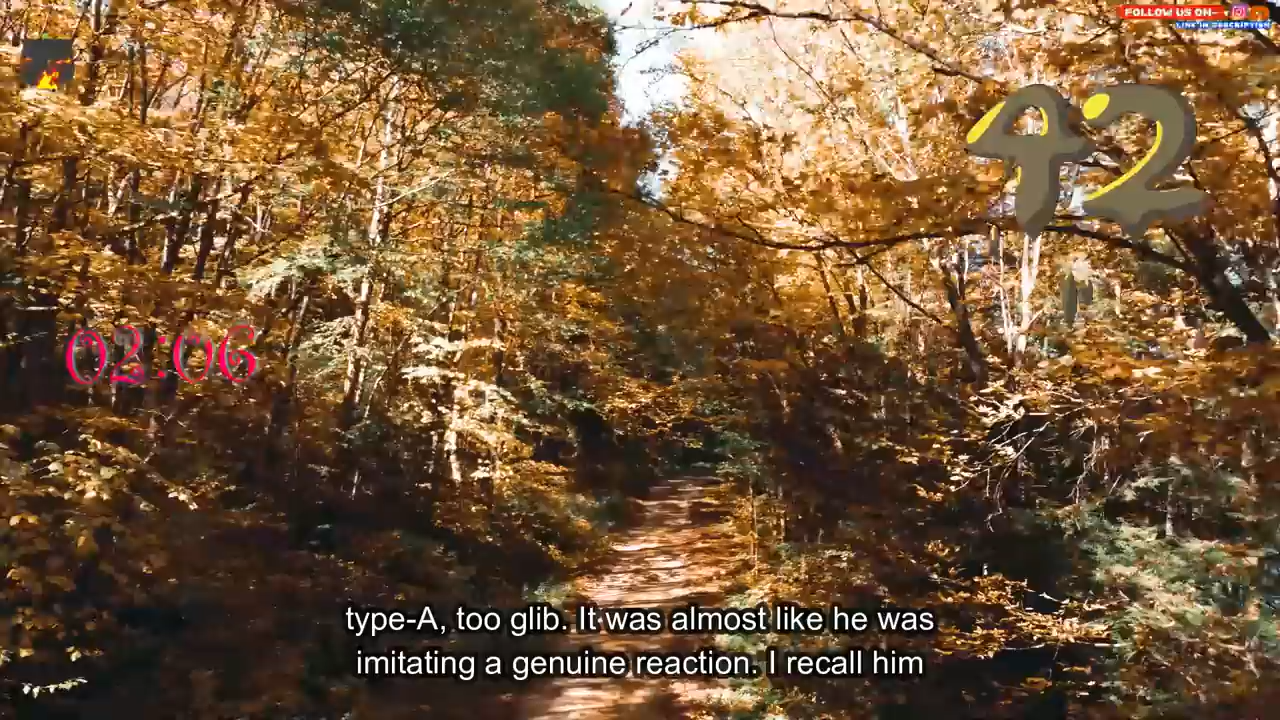 FOLLOW US ON-
LINK IN DESCRIPTION
42
02:06
type-A, too glib. It was almost like he was
imitating a genuine reaction. I recall him